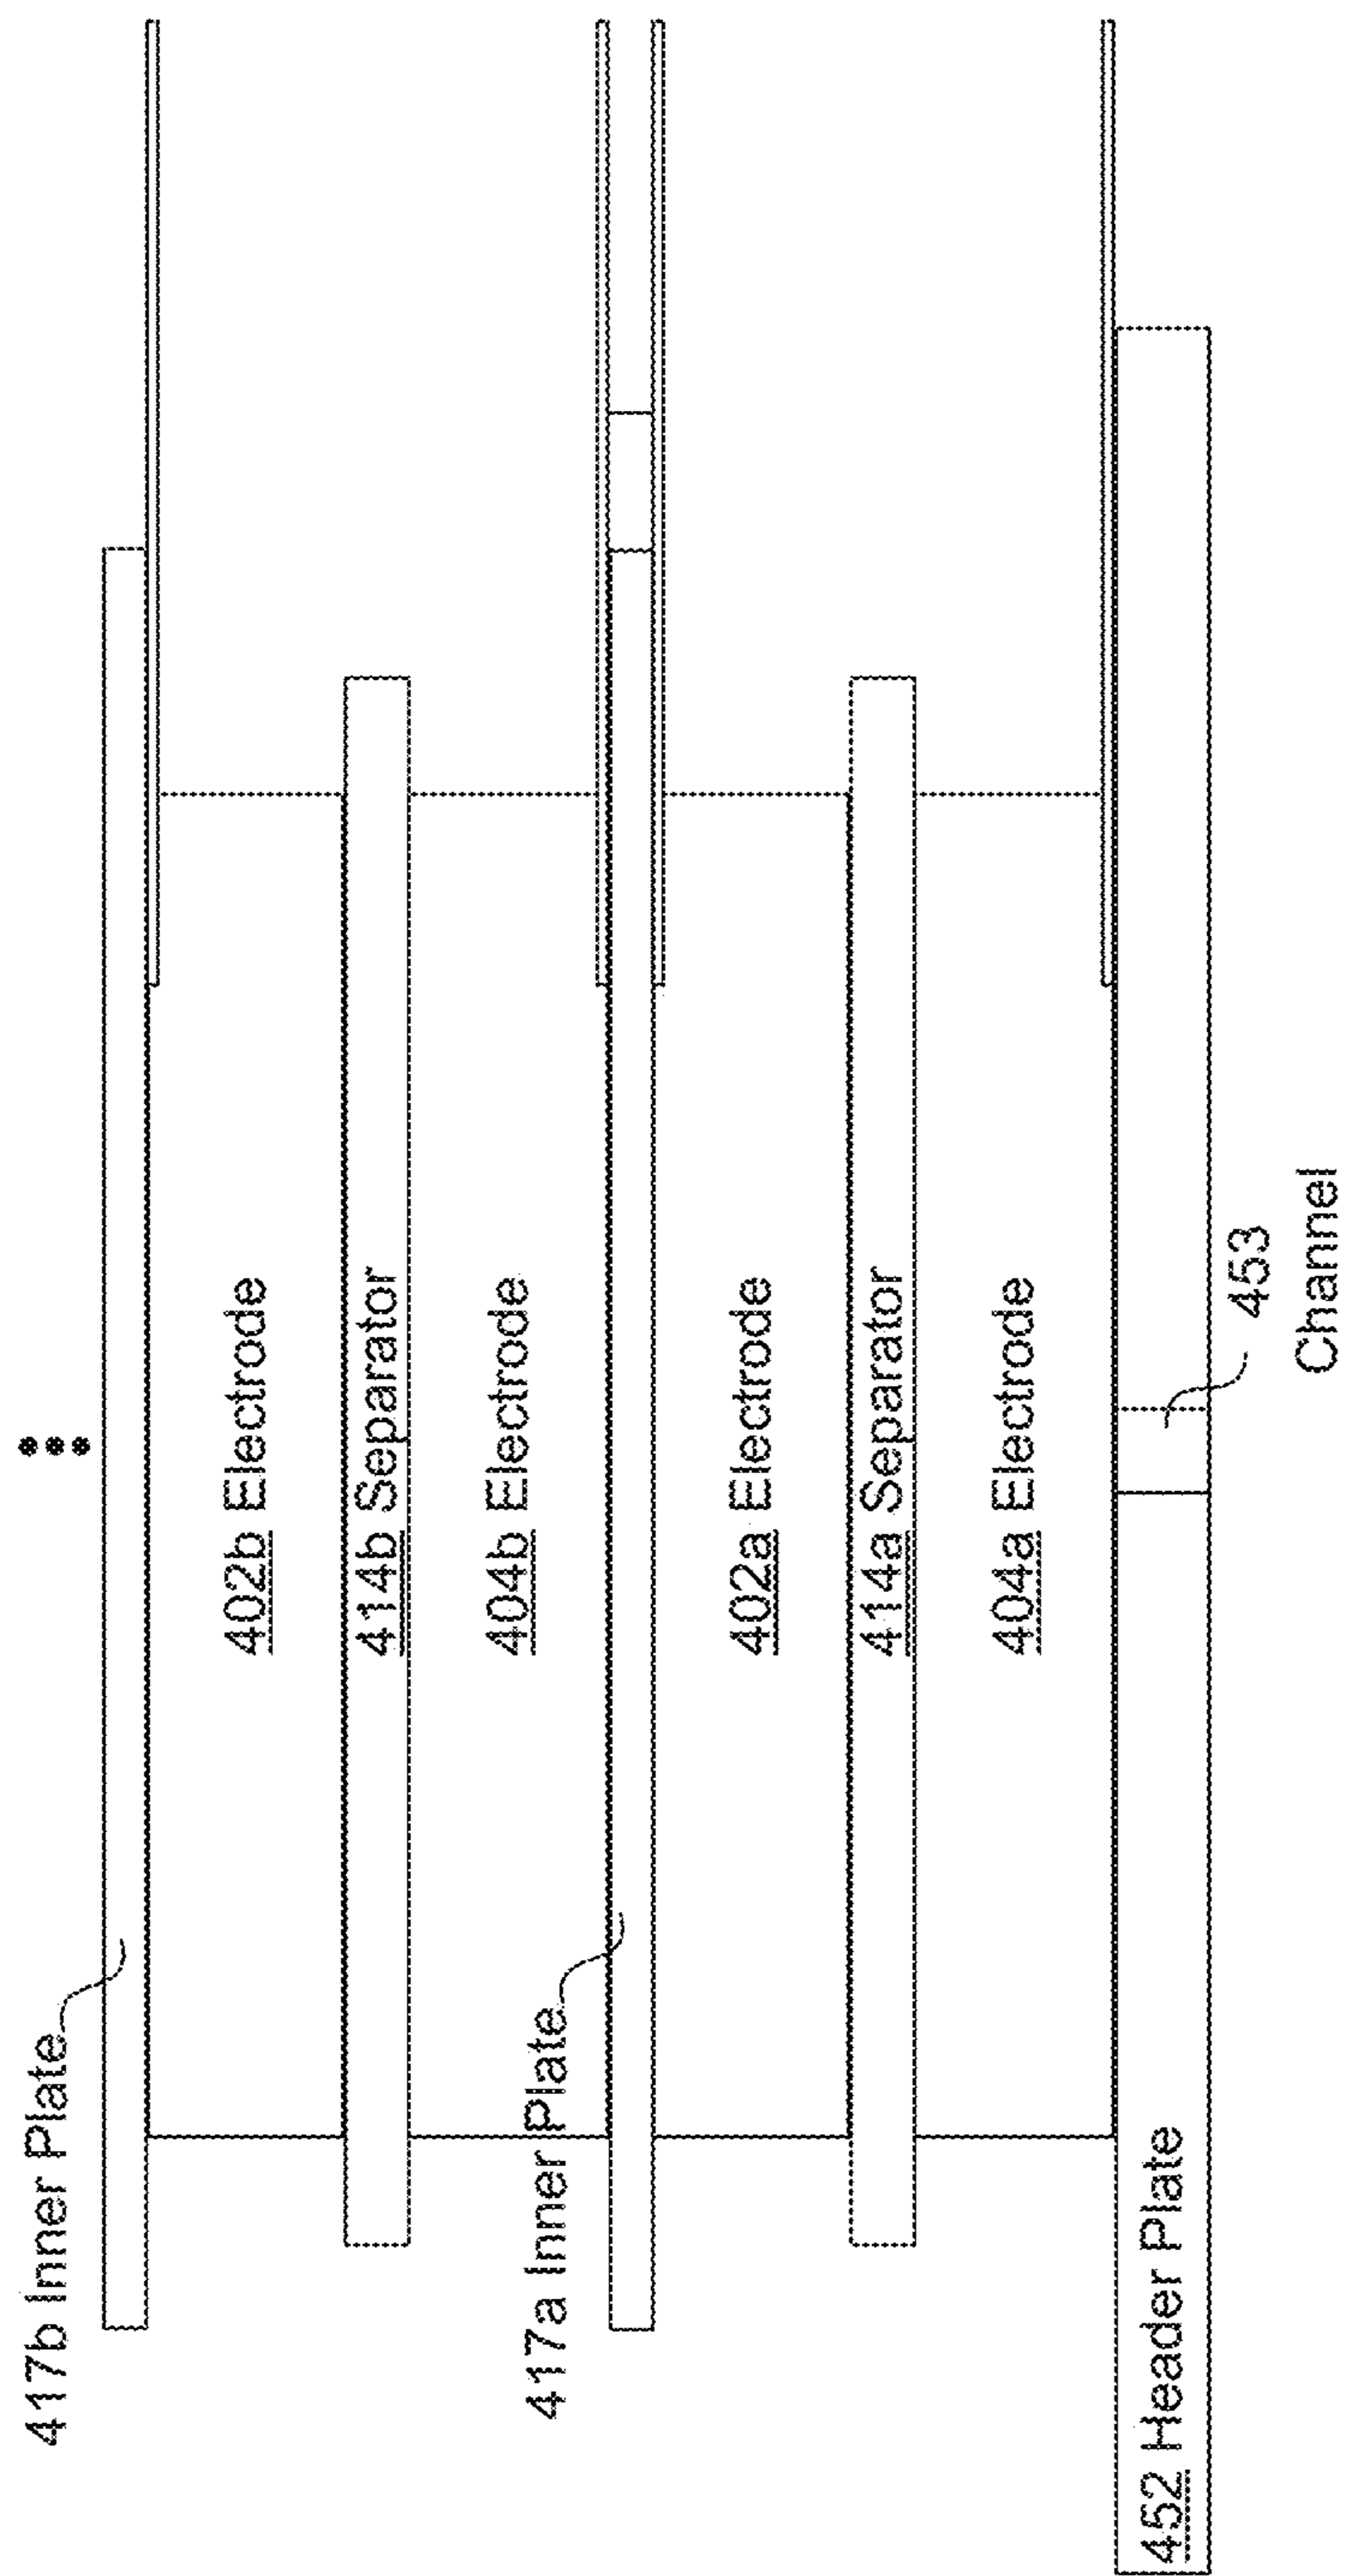 417b Inner Plate
402b Electrode
414b Separator
404b Electrode
417a Inner Plate
402a Electrode
414a Separator
404a Electrode
452 Header Plate
453
Channel